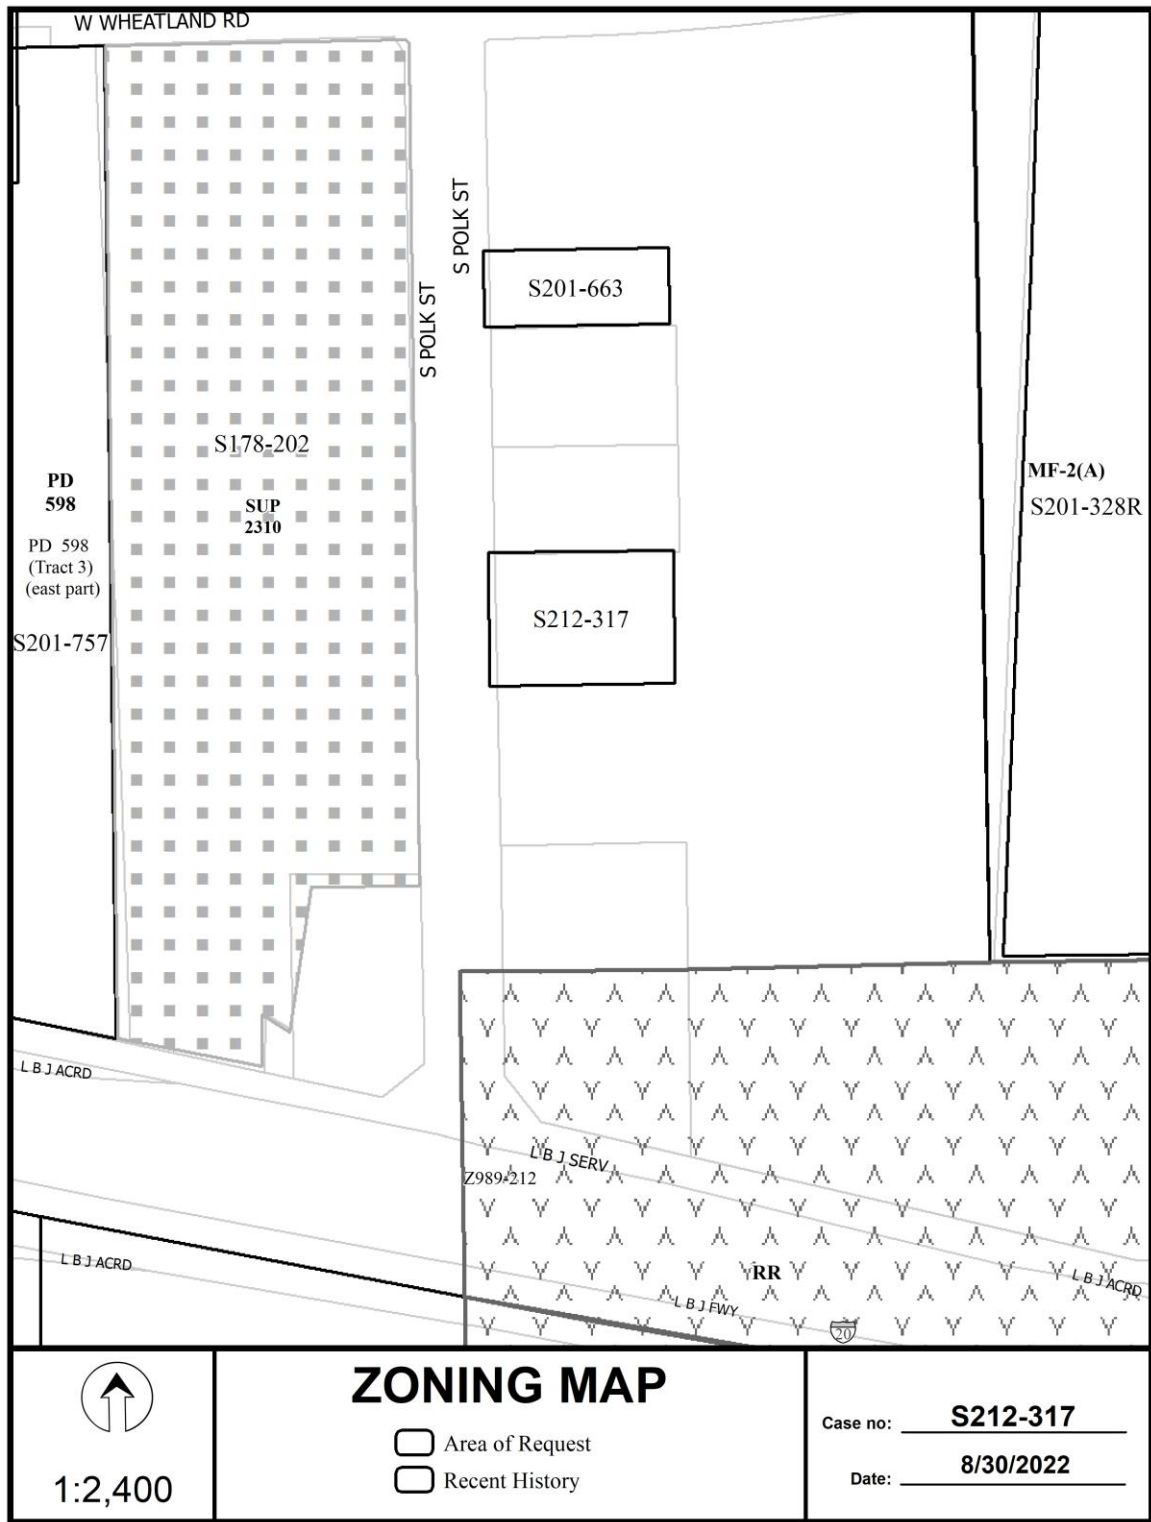 W WHEATLAND RD
S POLK ST
S201-663
S POLK ST
S178-202
PD
598
SUP
2310
MF-2(A)
S201-328R
PD 598
(Tract 3)
(east part)
S212-317
S201-757
L B J ACRD
L B J SERV
Z989-212
L B J ACRD
RR
L B J ACRD
L B J FWY
20
1:2,400
ZONING MAP
Area of Request
Recent History
Case no: S212-317
Date: 8/30/2022